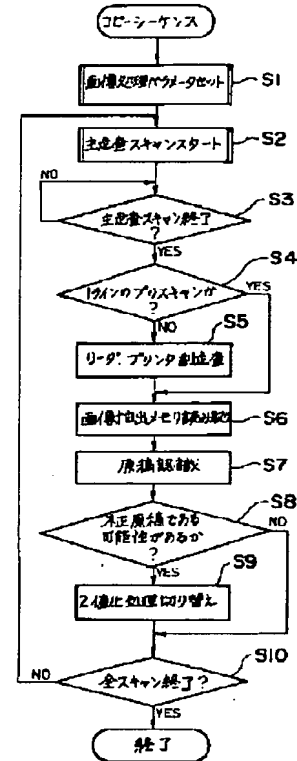 コピーシーケンス
画像処理パラメータセット
S1
主走査スキャンスタート
S2
NO
主走査スキャン終了
?
S3
YES
1ラインのプリスキャンか
?
S4
YES
NO
リーダ、プリンタ副走査
S5
画像抽出メモリ読み取り
S6
原稿認識
S7
不正原稿である
可能性があるか
?
S8
NO
YES
2値化処理切り替え
S9
全スキャン終了?
S10
NO
YES
終了